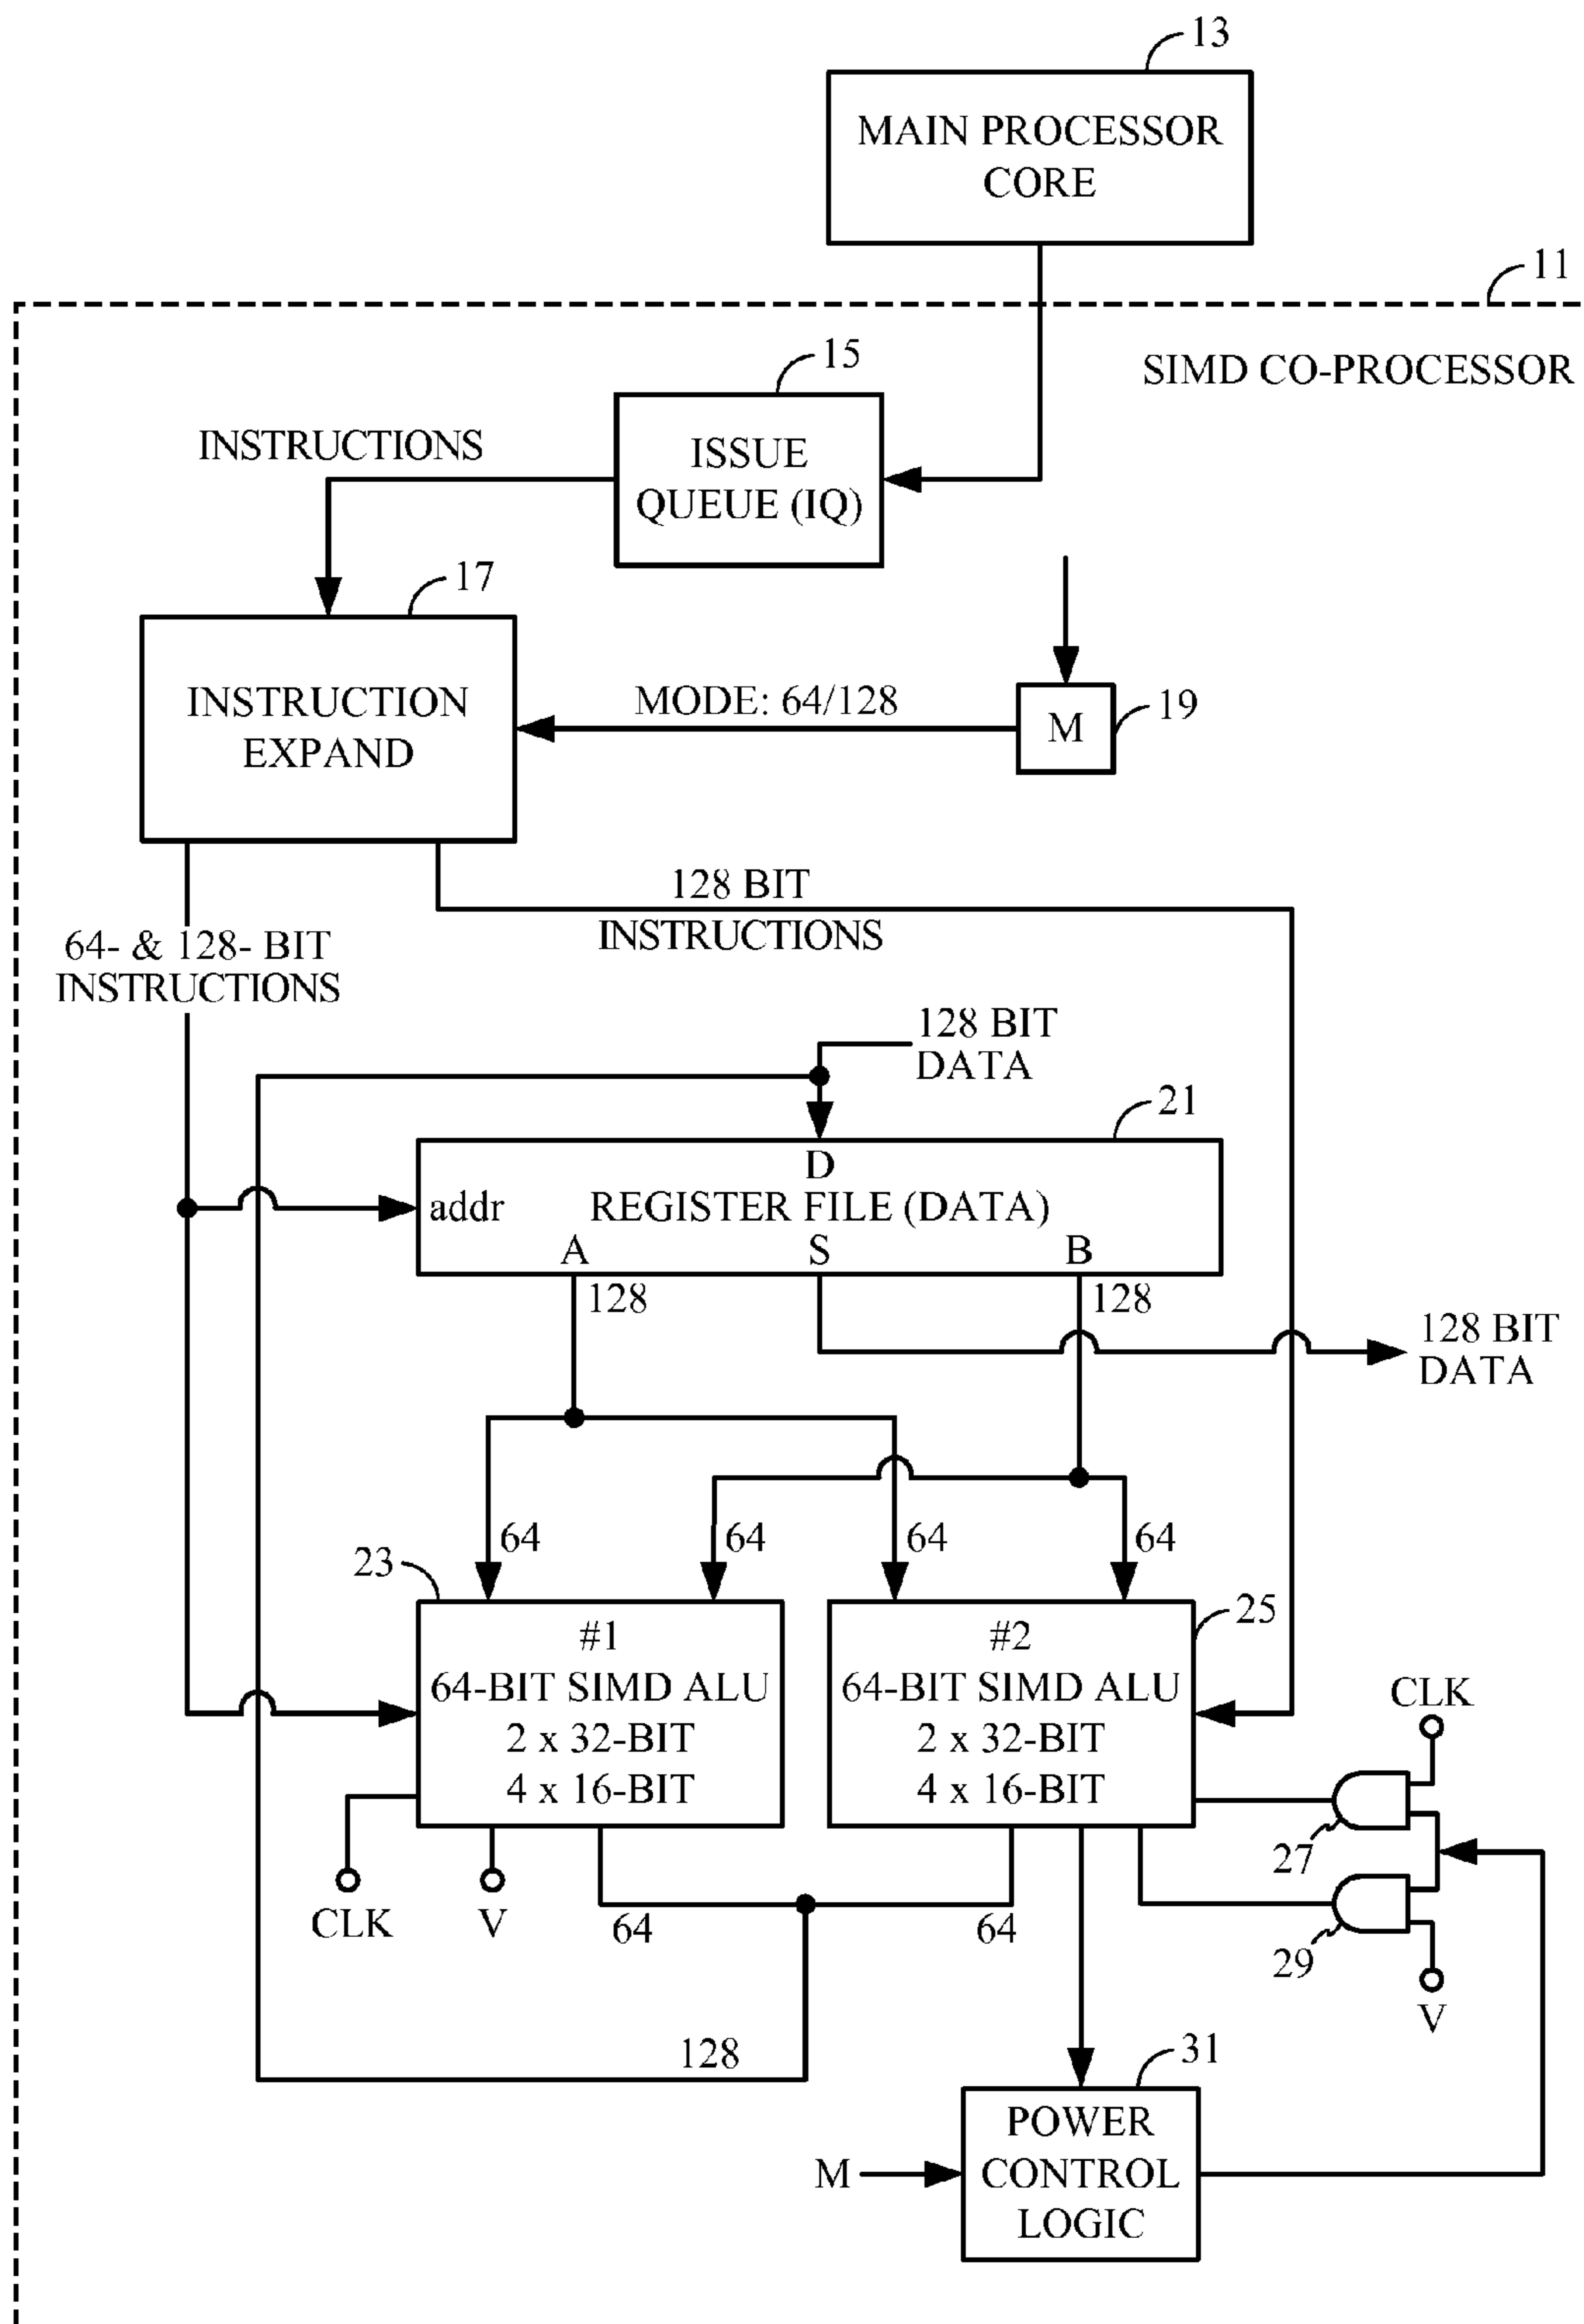 13
MAIN PROCESSOR
CORE
11
SIMD CO-PROCESSOR
15
ISSUE
QUEUE (IQ)
INSTRUCTIONS
17
INSTRUCTION
EXPAND
MODE: 64/128
M
19
128 BIT
INSTRUCTIONS
64- & 128- BIT
INSTRUCTIONS
128 BIT
DATA
21
D
addr
REGISTER FILE (DATA)
A
S
B
128
128
128 BIT
DATA
64
64
64
64
23
#1
64-BIT SIMD ALU
2 x 32-BIT
4 x 16-BIT
25
#2
64-BIT SIMD ALU
2 x 32-BIT
4 x 16-BIT
CLK
27
CLK
V
64
64
29
V
128
31
POWER
CONTROL
LOGIC
M